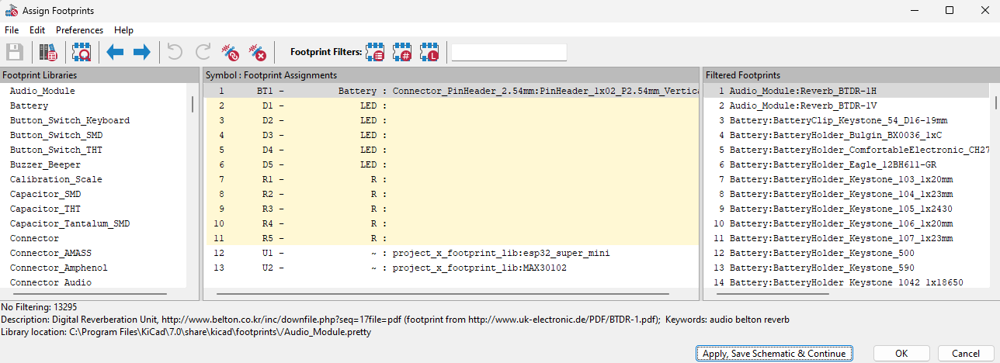 Assign Footprints
File Edit Preferences Help
Footprint Filters:
Footprint Libraries
Audio_Module
Battery
Button_Switch_Keyboard
Button_Switch_SMD
Button_Switch_THT
Buzzer_Beeper
Calibration_Scale
Capacitor_SMD
Capacitor_THT
Capacitor_Tantalum_SMD
Connector
Connector_AMASS
Connector_Amphenol
Connector_Audio
Symbol : Footprint Assignments
1 BT1 - Battery : Connector_PinHeader_2.54mm:PinHeader_1x02_P2.54mm_Vertica
2 D1 - LED :
3 D2 - LED :
4 D3 - LED :
5 D4 - LED :
6 D5 - LED :
7 R1 - R :
8 R2 - R :
9 R3 - R :
10 R4 - R :
11 R5 - R :
12 U1 - ~ : project_x_footprint_lib:esp32_super_mini
13 U2 - ~ : project_x_footprint_lib:MAX30102
Filtered Footprints
1 Audio_Module:Reverb_BTDR-1H
2 Audio_Module:Reverb_BTDR-1V
3 Battery:BatteryClip_Keystone_54_D16-19mm
4 Battery:BatteryHolder_Bulgin_BX0036_1xC
5 Battery:BatteryHolder_ComfortableElectronic_CH27
6 Battery:BatteryHolder_Eagle_12BH611-GR
7 Battery:BatteryHolder_Keystone_103_1x20mm
8 Battery:BatteryHolder_Keystone_104_1x23mm
9 Battery:BatteryHolder_Keystone_105_1x2430
10 Battery:BatteryHolder_Keystone_106_1x20mm
11 Battery:BatteryHolder_Keystone_107_1x23mm
12 Battery:BatteryHolder_Keystone_500
13 Battery:BatteryHolder_Keystone_590
14 Battery:BatteryHolder_Keystone_1042_1x18650
No Filtering: 13295
Description: Digital Reverberation Unit, http://www.belton.co.kr/inc/downfile.php?seq=17file=pdf (footprint from http://www.uk-electronic.de/PDF/BTDR-1.pdf); Keywords: audio belton reverb
Library location: C:\Program Files\KiCad\7.0\share\kicad\footprints\/Audio_Module.pretty
Apply, Save Schematic & Continue OK Cancel